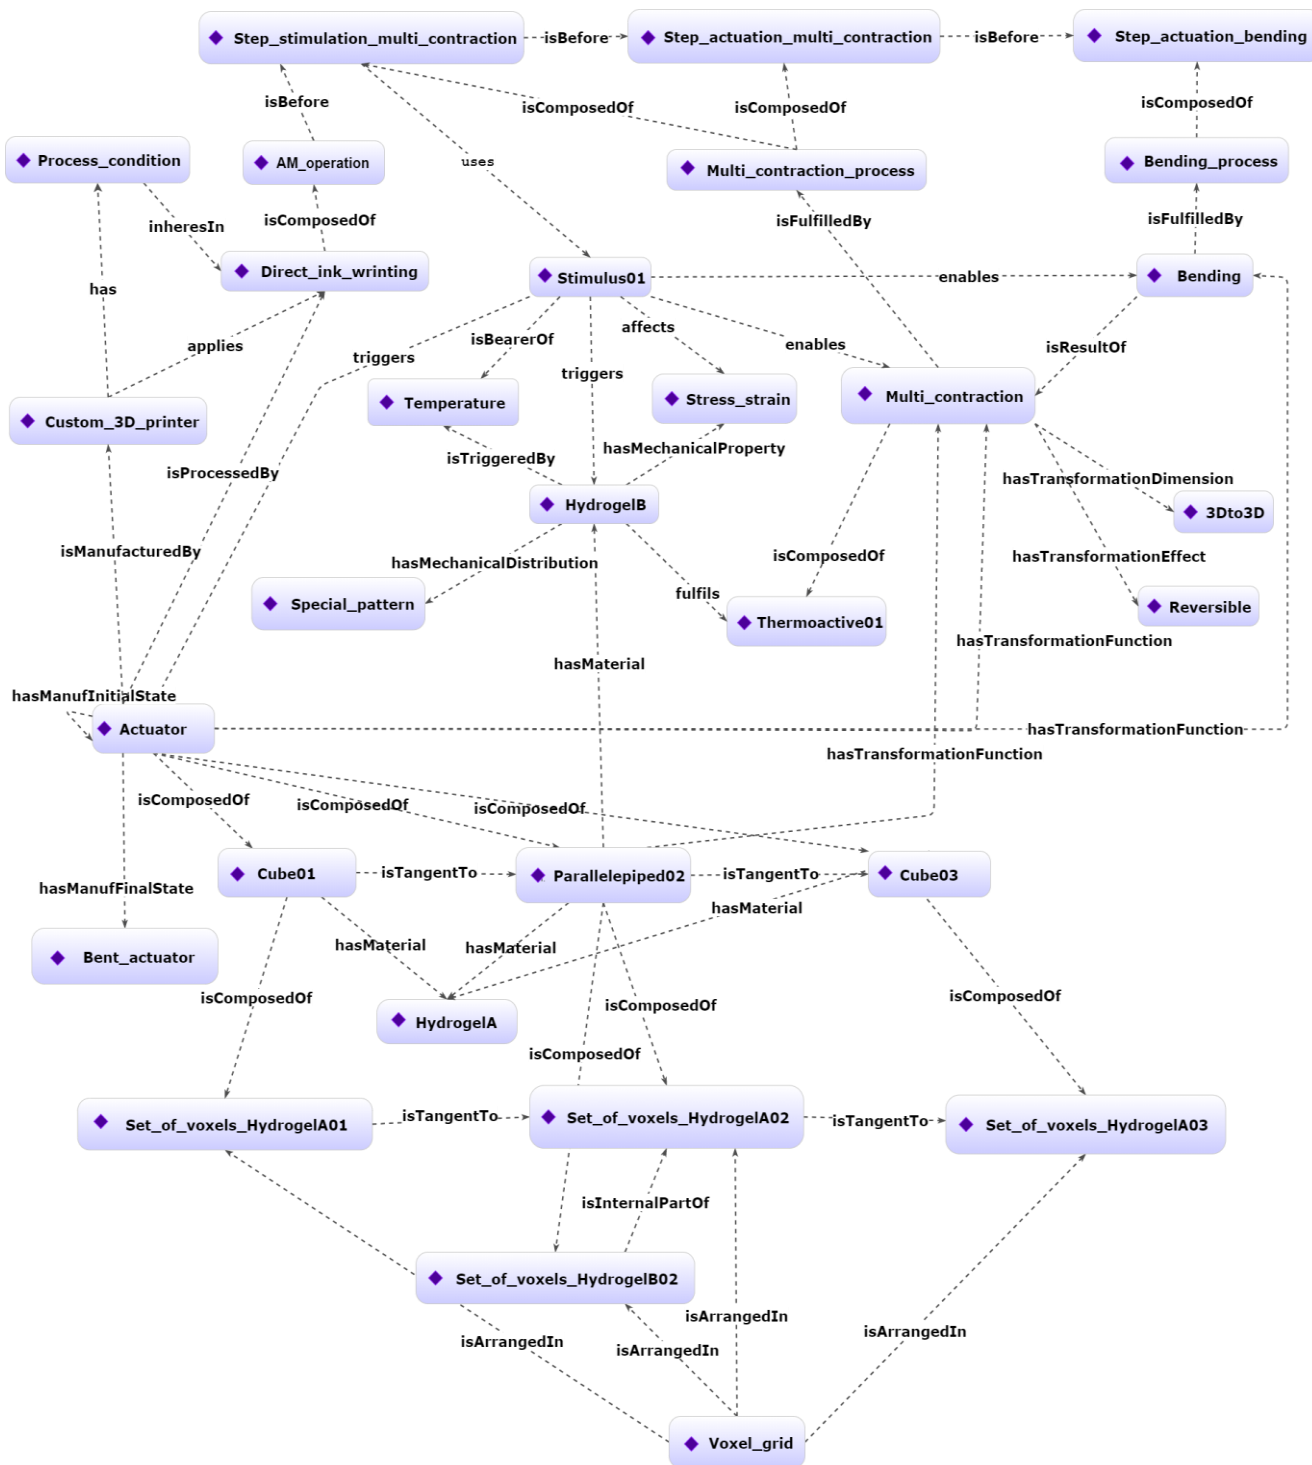 Step_stimulation_multi_contraction
isBefore
Step_actuation_multi_contraction
isBefore
Step_actuation_bending
isBefore
isComposedOf
isComposedOf
isComposedOf
Process_condition
AM_operation
uses
Multi_contraction_process
Bending_process
inheresIn
isComposedOf
isFulfilledBy
isFulfilledBy
has
Direct_ink_wrinting
Stimulus01
enables
Bending
applies
triggers
isBearerOf
triggers
affects
enables
isResultOf
Custom_3D_printer
Temperature
Stress_strain
Multi_contraction
isProcessedBy
isTriggeredBy
hasMechanicalProperty
hasTransformationDimension
HydrogelB
3Dto3D
isManufacturedBy
hasMechanicalDistribution
isComposedOf
hasTransformationEffect
Special_pattern
fulfils
Thermoactive01
Reversible
hasMaterial
hasTransformationFunction
hasManufInitialState
Actuator
hasTransformationFunction
hasTransformationFunction
isComposedOf
isComposedOf
isComposedOf
hasManufFinalState
Cube01
isTangentTo
Parallelepiped02
isTangentTo
Cube03
hasMaterial
hasMaterial
hasMaterial
Bent_actuator
isComposedOf
HydrogelA
isComposedOf
isComposedOf
isComposedOf
Set_of_voxels_HydrogelA01
isTangentTo
Set_of_voxels_HydrogelA02
isTangentTo
Set_of_voxels_HydrogelA03
isInternalPartOf
Set_of_voxels_HydrogelB02
isArrangedIn
isArrangedIn
isArrangedIn
isArrangedIn
Voxel_grid